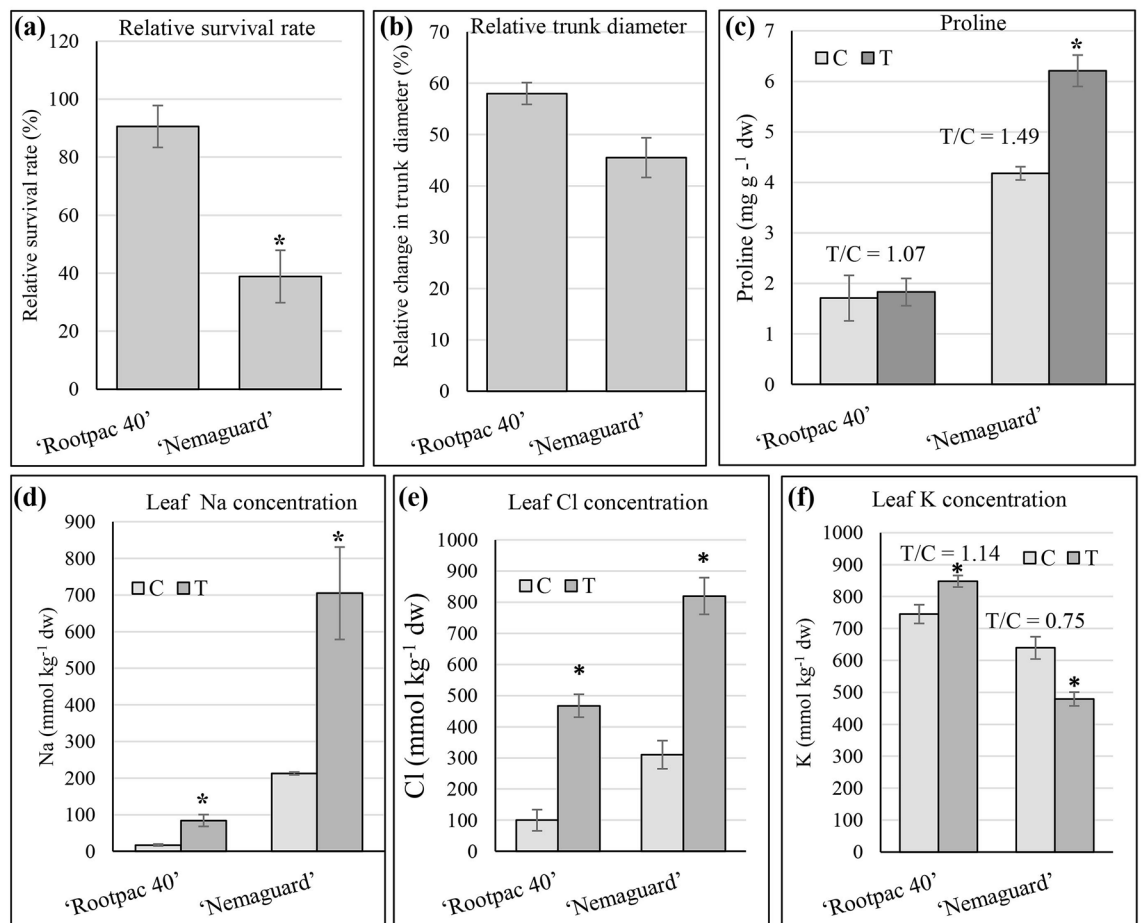 (a)
Relative survival rate
Relative survival rate (%)
120
100
80
60
40
20
0
*
'Rootpac 40'
'Nemaguard'
(b)
Relative trunk diameter
Relative change in trunk diameter (%)
70
60
50
40
30
20
10
0
'Rootpac 40'
'Nemaguard'
(c)
Proline
Proline (mg g -1 dw)
7
6
5
4
3
2
1
0
C T
*
T/C = 1.49
T/C = 1.07
'Rootpac 40'
'Nemaguard'
(d)
Leaf Na concentration
Na (mmol kg-1 dw)
900
800
700
600
500
400
300
200
100
0
C T
*
*
'Rootpac 40'
'Nemaguard'
(e)
Leaf Cl concentration
Cl (mmol kg-1 dw)
1000
900
800
700
600
500
400
300
200
100
0
C T
*
*
'Rootpac 40'
'Nemaguard'
(f)
Leaf K concentration
K (mmol kg-1 dw)
1000
900
800
700
600
500
400
300
200
100
0
T/C = 1.14
C T
*
T/C = 0.75
*
'Rootpac 40'
'Nemaguard'